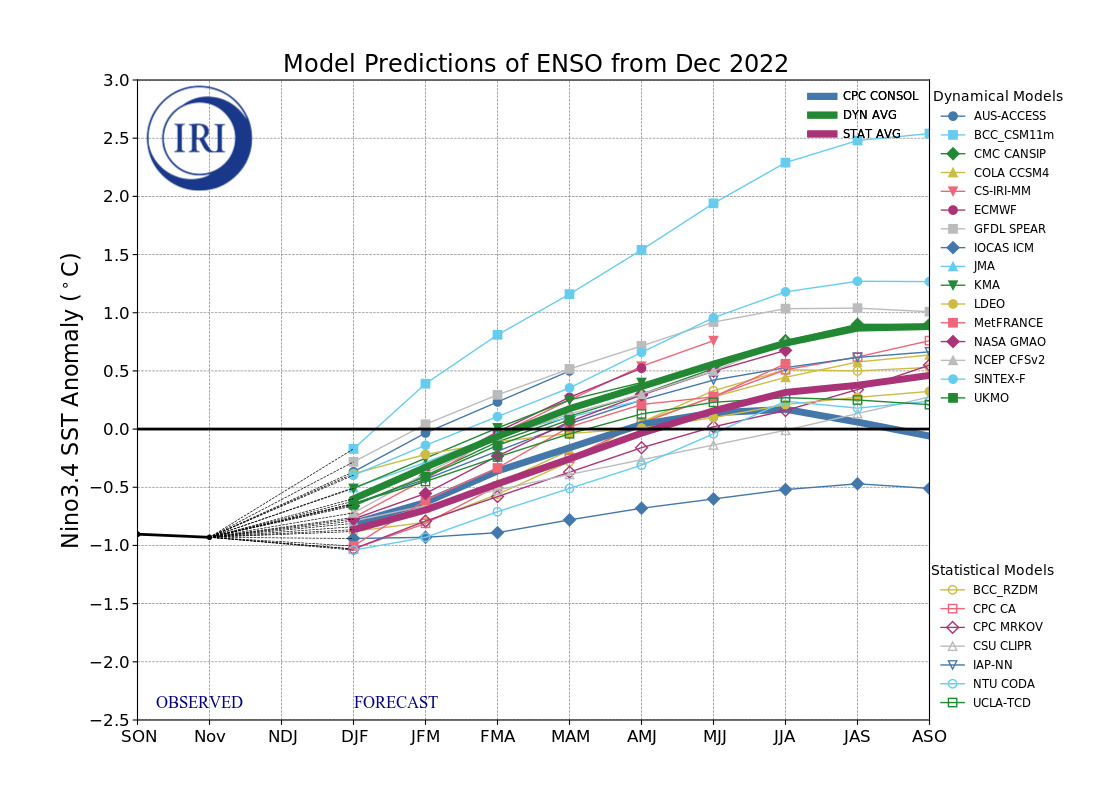 Model Predictions of ENSO from Dec 2022
Nino3.4 SST Anomaly (°C)
3.0
2.5
2.0
1.5
1.0
0.5
0.0
−0.5
−1.0
−1.5
−2.0
−2.5
IRI
CPC CONSOL
DYN AVG
STAT AVG
OBSERVED
FORECAST
SON Nov NDJ DJF JFM FMA MAM AMJ MJJ JJA JAS ASO
Dynamical Models
AUS-ACCESS
BCC_CSM11m
CMC CANSIP
COLA CCSM4
CS-IRI-MM
ECMWF
GFDL SPEAR
IOCAS ICM
JMA
KMA
LDEO
MetFRANCE
NASA GMAO
NCEP CFSv2
SINTEX-F
UKMO
Statistical Models
BCC_RZDM
CPC CA
CPC MRKOV
CSU CLIPR
IAP-NN
NTU CODA
UCLA-TCD